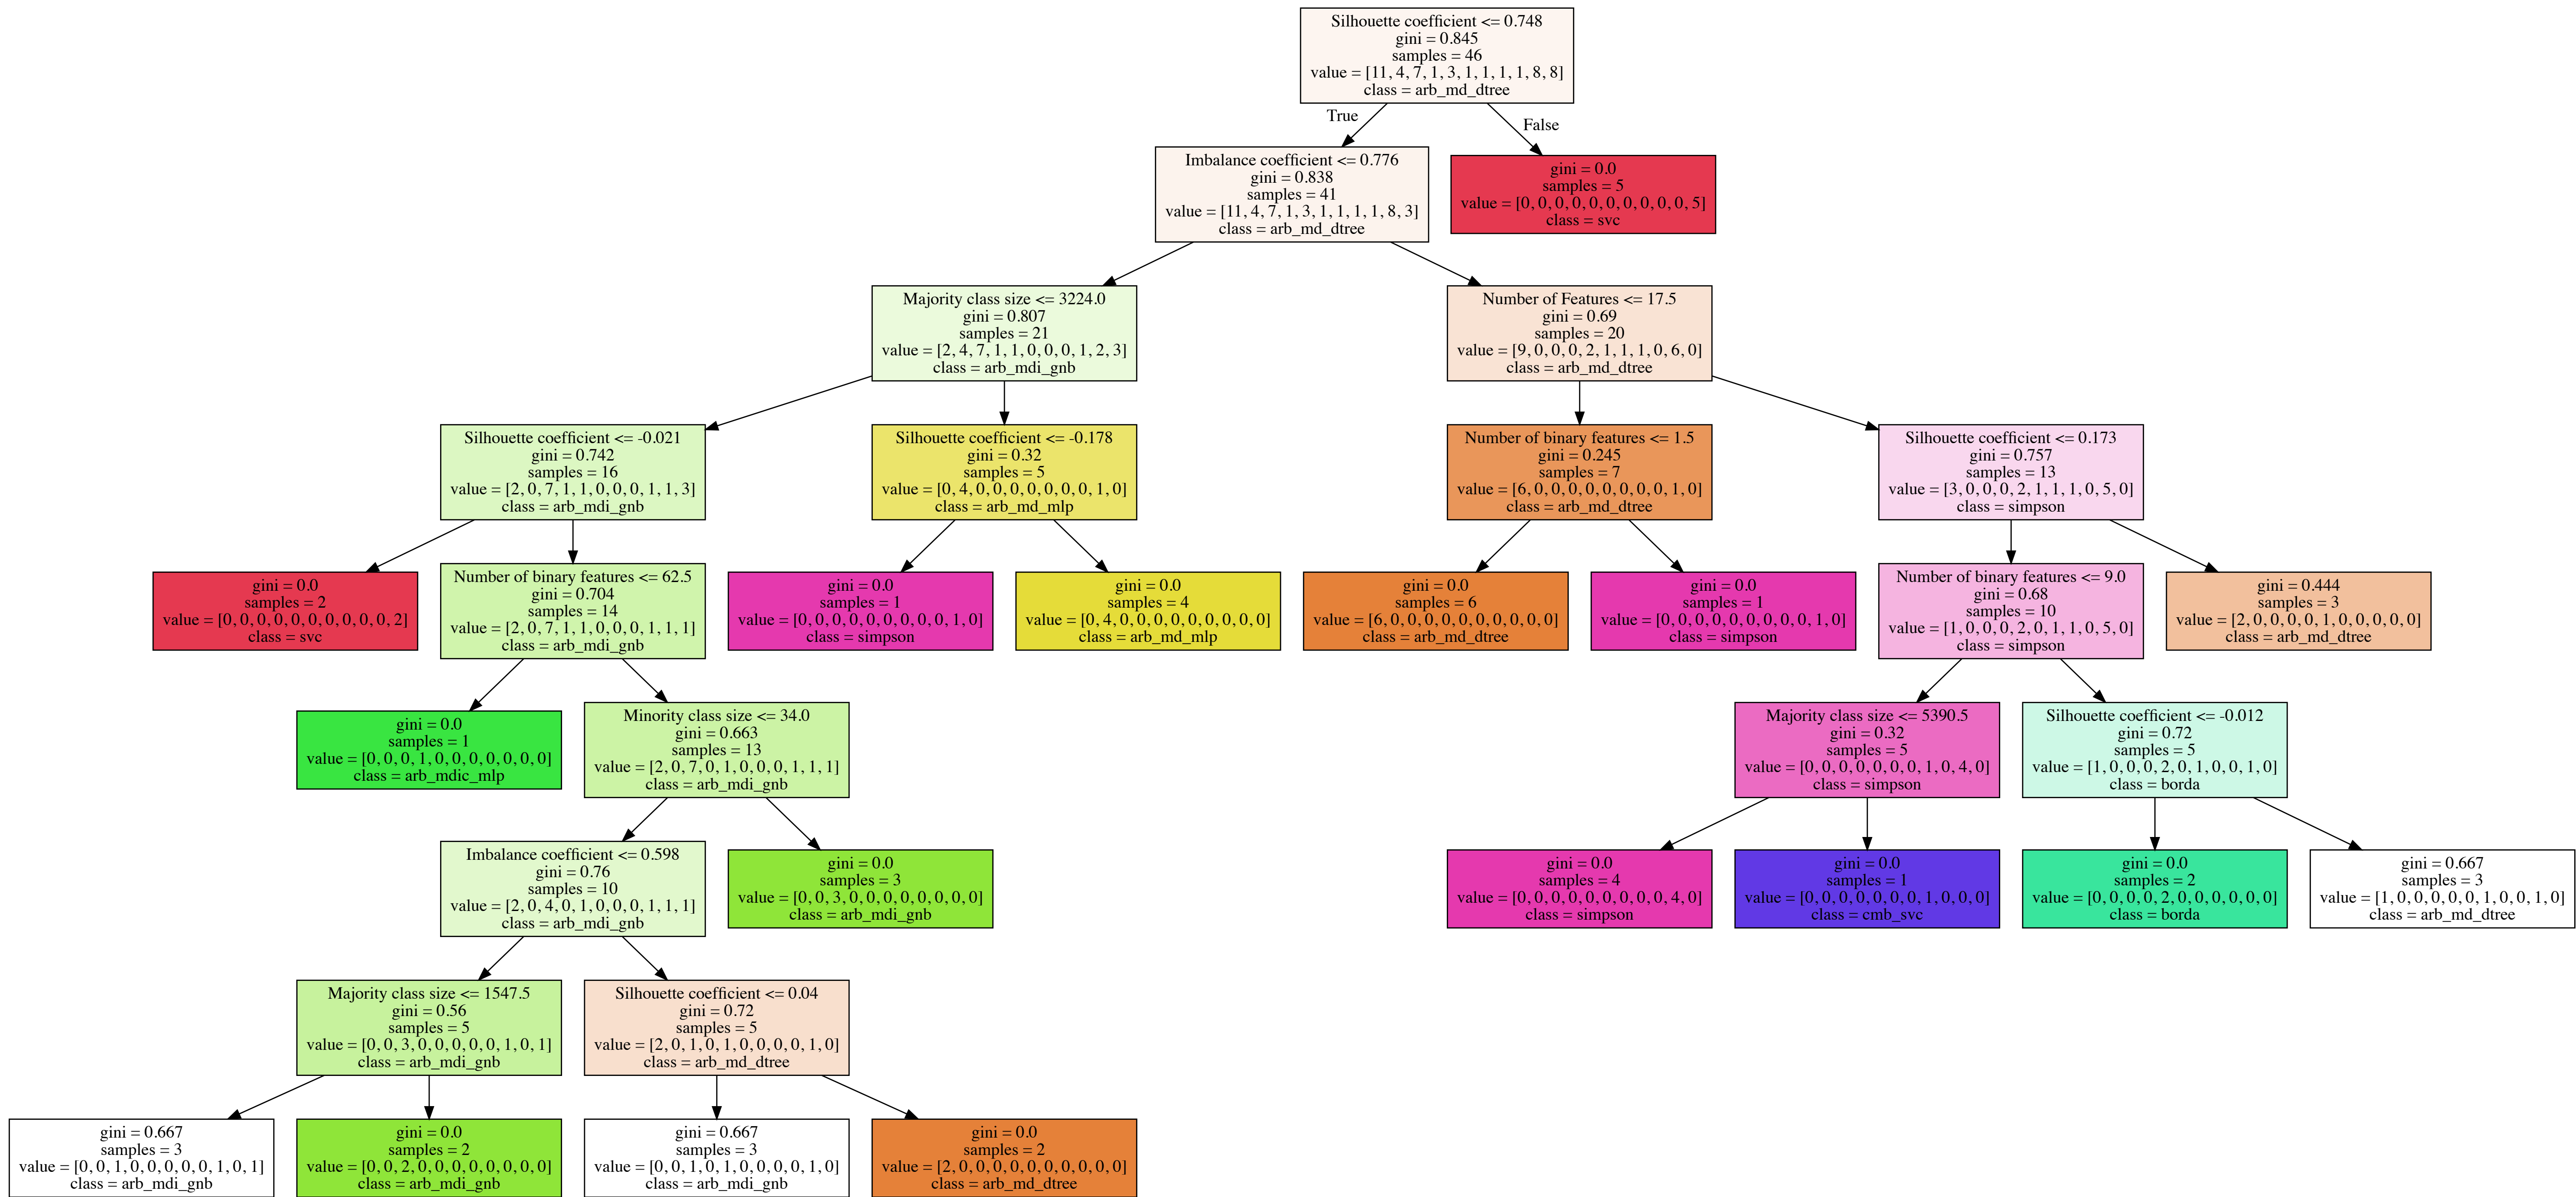 Silhouette coefficient <= 0.748
gini = 0.845
samples = 46
value = [11, 4, 7, 1, 3, 1, 1, 1, 1, 8, 8]
class = arb_md_dtree
True
False
Imbalance coefficient <= 0.776
gini = 0.838
samples = 41
value = [11, 4, 7, 1, 3, 1, 1, 1, 1, 8, 3]
class = arb_md_dtree
gini = 0.0
samples = 5
value = [0, 0, 0, 0, 0, 0, 0, 0, 0, 0, 5]
class = svc
Majority class size <= 3224.0
gini = 0.807
samples = 21
value = [2, 4, 7, 1, 1, 0, 0, 0, 1, 2, 3]
class = arb_mdi_gnb
Number of Features <= 17.5
gini = 0.69
samples = 20
value = [9, 0, 0, 0, 2, 1, 1, 1, 0, 6, 0]
class = arb_md_dtree
Silhouette coefficient <= -0.021
gini = 0.742
samples = 16
value = [2, 0, 7, 1, 1, 0, 0, 0, 1, 1, 3]
class = arb_mdi_gnb
Silhouette coefficient <= -0.178
gini = 0.32
samples = 5
value = [0, 4, 0, 0, 0, 0, 0, 0, 0, 1, 0]
class = arb_md_mlp
Number of binary features <= 1.5
gini = 0.245
samples = 7
value = [6, 0, 0, 0, 0, 0, 0, 0, 0, 1, 0]
class = arb_md_dtree
Silhouette coefficient <= 0.173
gini = 0.757
samples = 13
value = [3, 0, 0, 0, 2, 1, 1, 1, 0, 5, 0]
class = simpson
gini = 0.0
samples = 2
value = [0, 0, 0, 0, 0, 0, 0, 0, 0, 0, 2]
class = svc
Number of binary features <= 62.5
gini = 0.704
samples = 14
value = [2, 0, 7, 1, 1, 0, 0, 0, 1, 1, 1]
class = arb_mdi_gnb
gini = 0.0
samples = 1
value = [0, 0, 0, 0, 0, 0, 0, 0, 0, 1, 0]
class = simpson
gini = 0.0
samples = 4
value = [0, 4, 0, 0, 0, 0, 0, 0, 0, 0, 0]
class = arb_md_mlp
gini = 0.0
samples = 6
value = [6, 0, 0, 0, 0, 0, 0, 0, 0, 0, 0]
class = arb_md_dtree
gini = 0.0
samples = 1
value = [0, 0, 0, 0, 0, 0, 0, 0, 0, 1, 0]
class = simpson
Number of binary features <= 9.0
gini = 0.68
samples = 10
value = [1, 0, 0, 0, 2, 0, 1, 1, 0, 5, 0]
class = simpson
gini = 0.444
samples = 3
value = [2, 0, 0, 0, 0, 1, 0, 0, 0, 0, 0]
class = arb_md_dtree
gini = 0.0
samples = 1
value = [0, 0, 0, 1, 0, 0, 0, 0, 0, 0, 0]
class = arb_mdic_mlp
Minority class size <= 34.0
gini = 0.663
samples = 13
value = [2, 0, 7, 0, 1, 0, 0, 0, 1, 1, 1]
class = arb_mdi_gnb
Majority class size <= 5390.5
gini = 0.32
samples = 5
value = [0, 0, 0, 0, 0, 0, 0, 1, 0, 4, 0]
class = simpson
Silhouette coefficient <= -0.012
gini = 0.72
samples = 5
value = [1, 0, 0, 0, 2, 0, 1, 0, 0, 1, 0]
class = borda
Imbalance coefficient <= 0.598
gini = 0.76
samples = 10
value = [2, 0, 4, 0, 1, 0, 0, 0, 1, 1, 1]
class = arb_mdi_gnb
gini = 0.0
samples = 3
value = [0, 0, 3, 0, 0, 0, 0, 0, 0, 0, 0]
class = arb_mdi_gnb
gini = 0.0
samples = 4
value = [0, 0, 0, 0, 0, 0, 0, 0, 0, 4, 0]
class = simpson
gini = 0.0
samples = 1
value = [0, 0, 0, 0, 0, 0, 0, 1, 0, 0, 0]
class = cmb_svc
gini = 0.0
samples = 2
value = [0, 0, 0, 0, 2, 0, 0, 0, 0, 0, 0]
class = borda
gini = 0.667
samples = 3
value = [1, 0, 0, 0, 0, 0, 1, 0, 0, 1, 0]
class = arb_md_dtree
Majority class size <= 1547.5
gini = 0.56
samples = 5
value = [0, 0, 3, 0, 0, 0, 0, 0, 1, 0, 1]
class = arb_mdi_gnb
Silhouette coefficient <= 0.04
gini = 0.72
samples = 5
value = [2, 0, 1, 0, 1, 0, 0, 0, 0, 1, 0]
class = arb_md_dtree
gini = 0.667
samples = 3
value = [0, 0, 1, 0, 0, 0, 0, 0, 1, 0, 1]
class = arb_mdi_gnb
gini = 0.0
samples = 2
value = [0, 0, 2, 0, 0, 0, 0, 0, 0, 0, 0]
class = arb_mdi_gnb
gini = 0.667
samples = 3
value = [0, 0, 1, 0, 1, 0, 0, 0, 0, 1, 0]
class = arb_mdi_gnb
gini = 0.0
samples = 2
value = [2, 0, 0, 0, 0, 0, 0, 0, 0, 0, 0]
class = arb_md_dtree